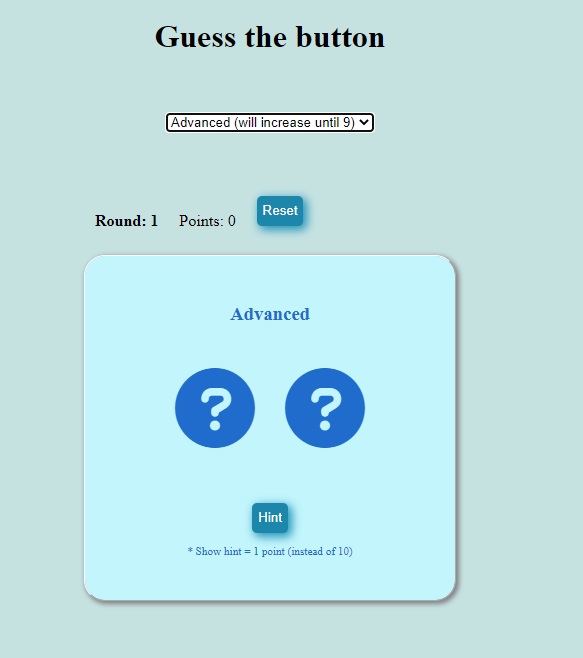 Guess the button
Advanced (will increase until 9)
Round: 1 Points: 0 Reset
Advanced
? ?
Hint
* Show hint = 1 point (instead of 10)